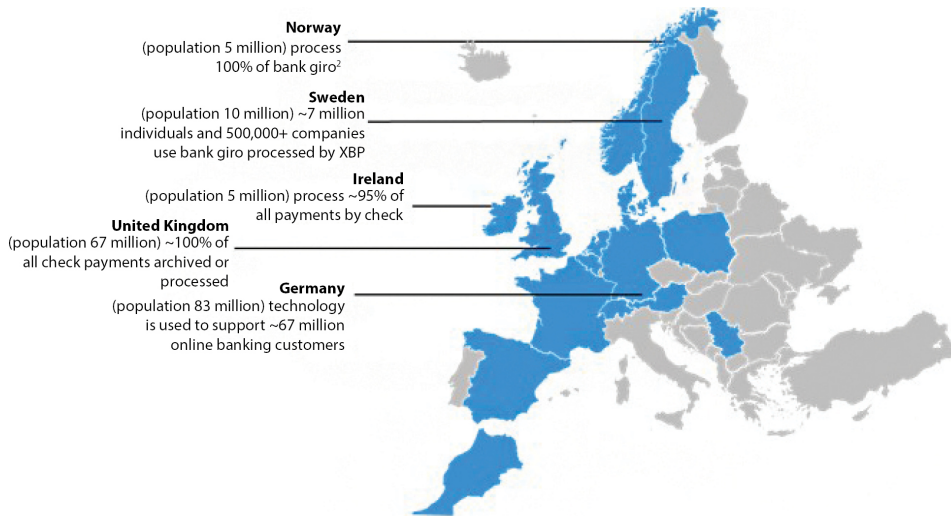 Norway
(population 5 million) process
100% of bank giro²
Sweden
(population 10 million) ~7 million
individuals and 500,000+ companies
use bank giro processed by XBP
Ireland
(population 5 million) process ~95% of
all payments by check
United Kingdom
(population 67 million) ~100% of
all check payments archived or
processed
Germany
(population 83 million) technology
is used to support ~67 million
online banking customers